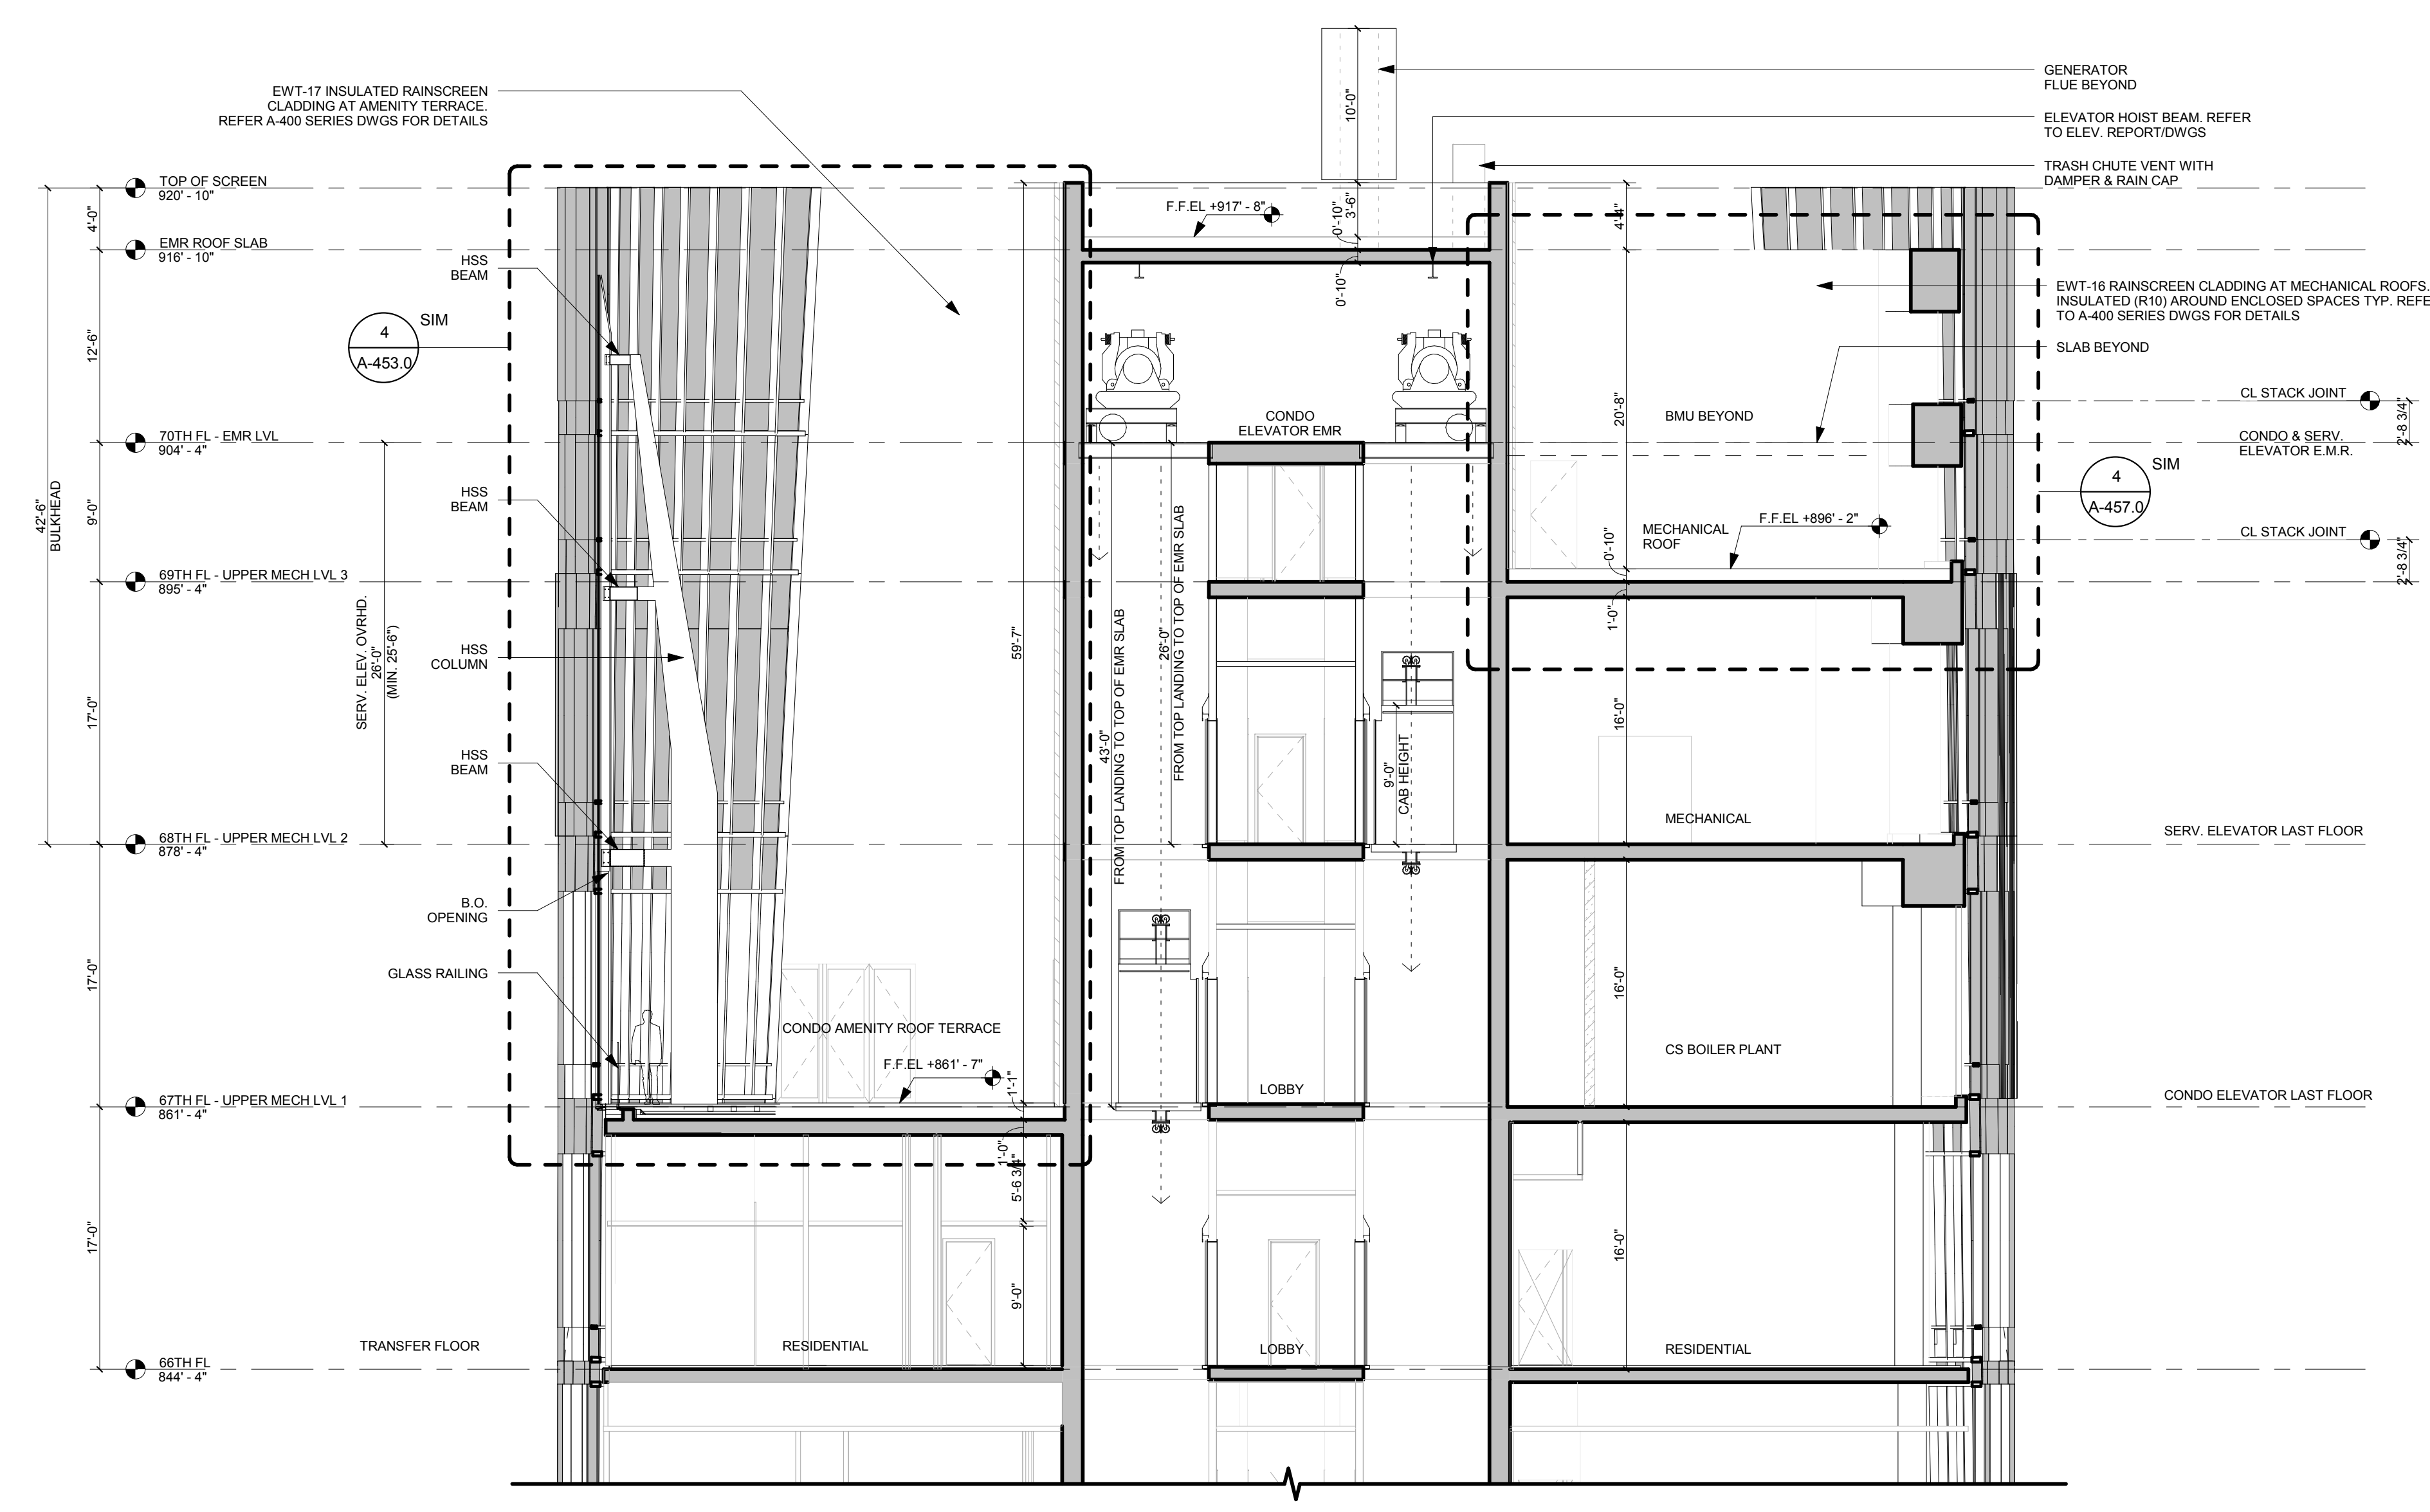 GENERATOR
FLUE BEYOND
ELEVATOR HOIST BEAM. REFER
TO ELEV. REPORT/DWGS
TRASH CHUTE VENT WITH
DAMPER & RAIN CAP
EWT-17 INSULATED RAINSCREEN
CLADDING AT AMENITY TERRACE.
REFER A-400 SERIES DWGS FOR DETAILS
TOP OF SCREEN
920' - 10"
EMR ROOF SLAB
916' - 10"
70TH FL - EMR LVL
904' - 4"
69TH FL - UPPER MECH LVL 3
895' - 4"
68TH FL - UPPER MECH LVL 2
878' - 4"
67TH FL - UPPER MECH LVL 1
861' - 4"
66TH FL
844' - 4"
4'-0"
12'-6"
9'-0"
17'-0"
17'-0"
17'-0"
42'-6"
BULKHEAD
SERV. ELEV. OVRHD.
26'-0"
(MIN. 25'-6")
4
A-453.0
SIM
HSS
BEAM
HSS
BEAM
HSS
COLUMN
HSS
BEAM
B.O.
OPENING
GLASS RAILING
TRANSFER FLOOR
CONDO AMENITY ROOF TERRACE
F.F.EL +861' - 7"
59'-7"
1'-1"
1'-0"
5'-6 3/4"
9'-0"
RESIDENTIAL
10'-0"
F.F.EL +917' - 8"
3'-6"
0'-10"
0'-10"
CONDO
ELEVATOR EMR
43'-0"
FROM TOP LANDING TO TOP OF EMR SLAB
26'-0"
FROM TOP LANDING TO TOP OF EMR SLAB
9'-0"
CAB HEIGHT
LOBBY
LOBBY
4'-4"
20'-8"
0'-10"
1'-0"
16'-0"
16'-0"
16'-0"
BMU BEYOND
MECHANICAL
ROOF
F.F.EL +896' - 2"
MECHANICAL
CS BOILER PLANT
RESIDENTIAL
EWT-16 RAINSCREEN CLADDING AT MECHANICAL ROOFS.
INSULATED (R10) AROUND ENCLOSED SPACES TYP. REFE
TO A-400 SERIES DWGS FOR DETAILS
SLAB BEYOND
CL STACK JOINT
2'-8 3/4"
CONDO & SERV.
ELEVATOR E.M.R.
4
A-457.0
SIM
CL STACK JOINT
2'-8 3/4"
SERV. ELEVATOR LAST FLOOR
CONDO ELEVATOR LAST FLOOR